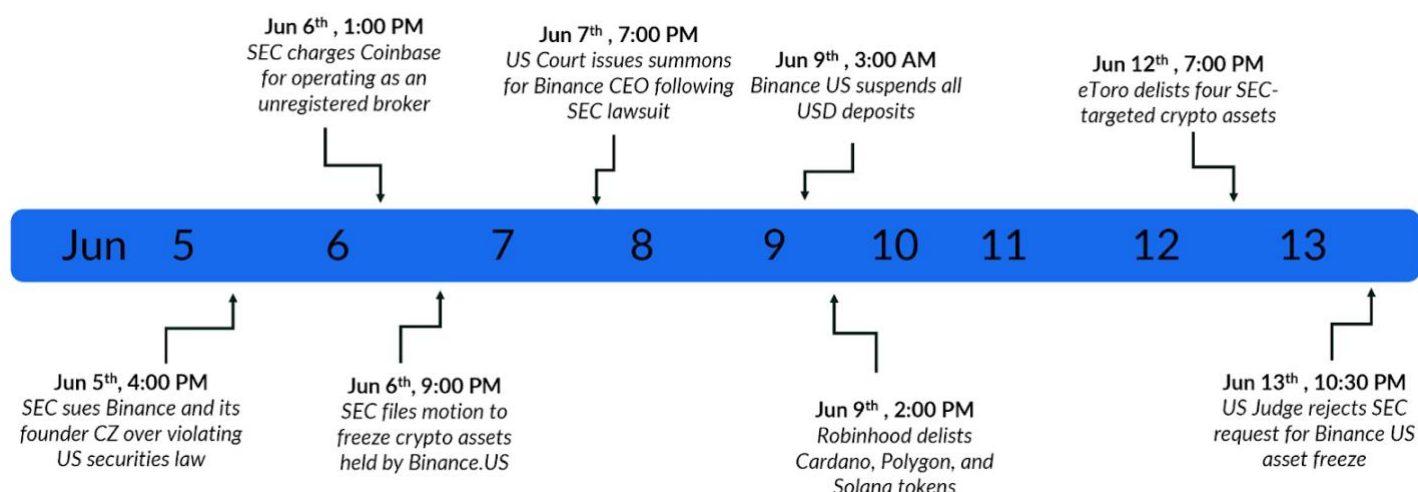 Jun 6th , 1:00 PM
SEC charges Coinbase
for operating as an
unregistered broker
Jun 7th , 7:00 PM
US Court issues summons
for Binance CEO following
SEC lawsuit
Jun 9th , 3:00 AM
Binance US suspends all
USD deposits
Jun 12th , 7:00 PM
eToro delists four SEC-
targeted crypto assets
Jun 5 6 7 8 9 10 11 12 13
Jun 5th, 4:00 PM
SEC sues Binance and its
founder CZ over violating
US securities law
Jun 6th, 9:00 PM
SEC files motion to
freeze crypto assets
held by Binance.US
Jun 9th , 2:00 PM
Robinhood delists
Cardano, Polygon, and
Solana tokens
Jun 13th , 10:30 PM
US Judge rejects SEC
request for Binance US
asset freeze